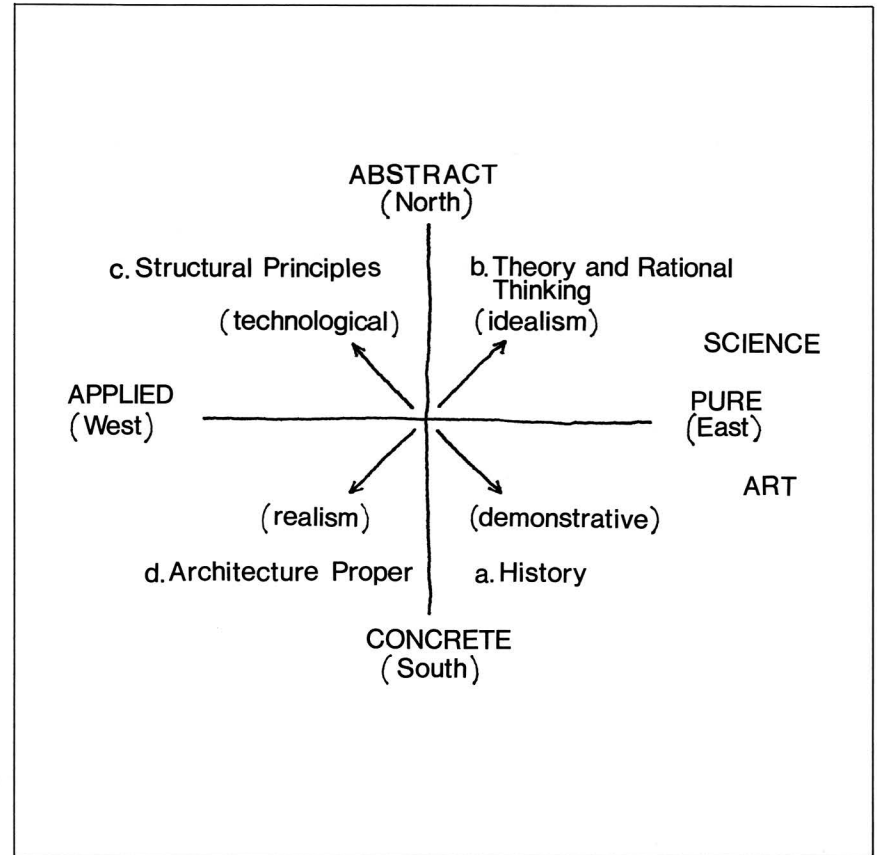 ABSTRACT
(North)
c. Structural Principles
b. Theory and Rational
Thinking
(technological)
(idealism)
SCIENCE
APPLIED
(West)
PURE
(East)
ART
(realism)
(demonstrative)
d. Architecture Proper
a. History
CONCRETE
(South)